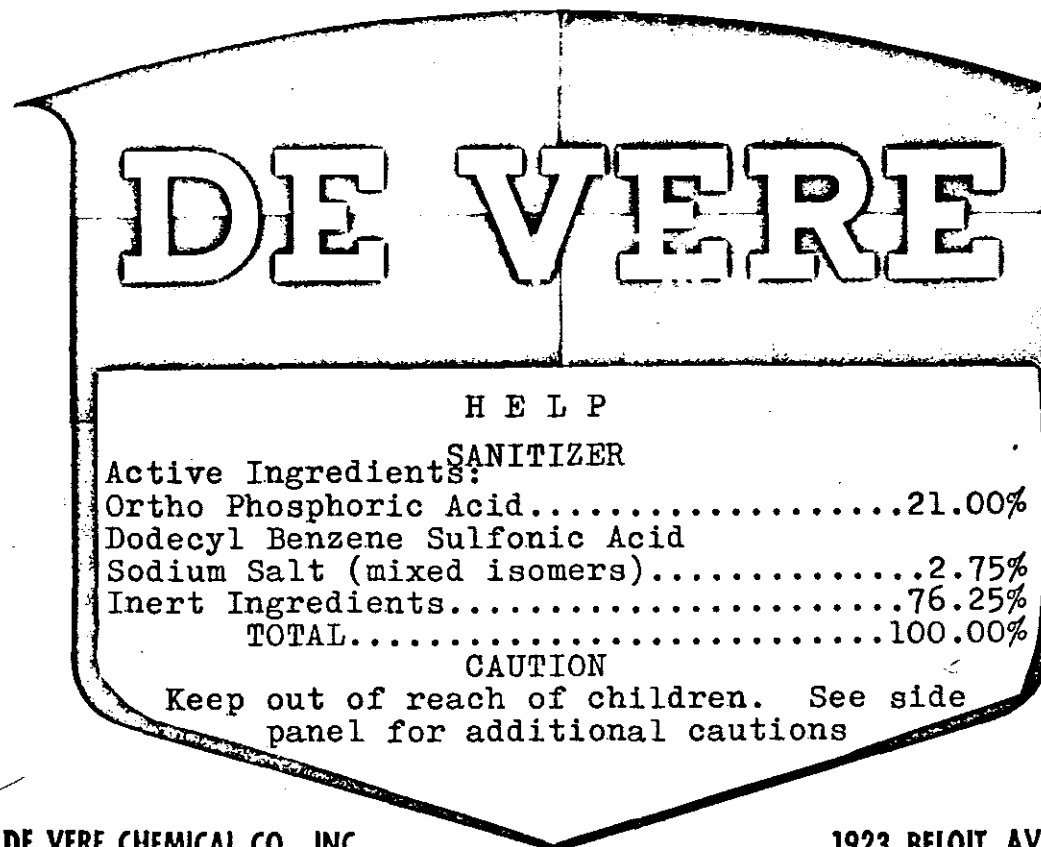 DE VERE
H E L P
SANITIZER
Active Ingredients:
Ortho Phosphoric Acid....................21.00%
Dodecyl Benzene Sulfonic Acid
Sodium Salt (mixed isomers)...............2.75%
Inert Ingredients.........................76.25%
TOTAL.............................100.00%
CAUTION
Keep out of reach of children. See side
panel for additional cautions
DE VERE CHEMICAL CO., INC. 1923 BELOIT AV